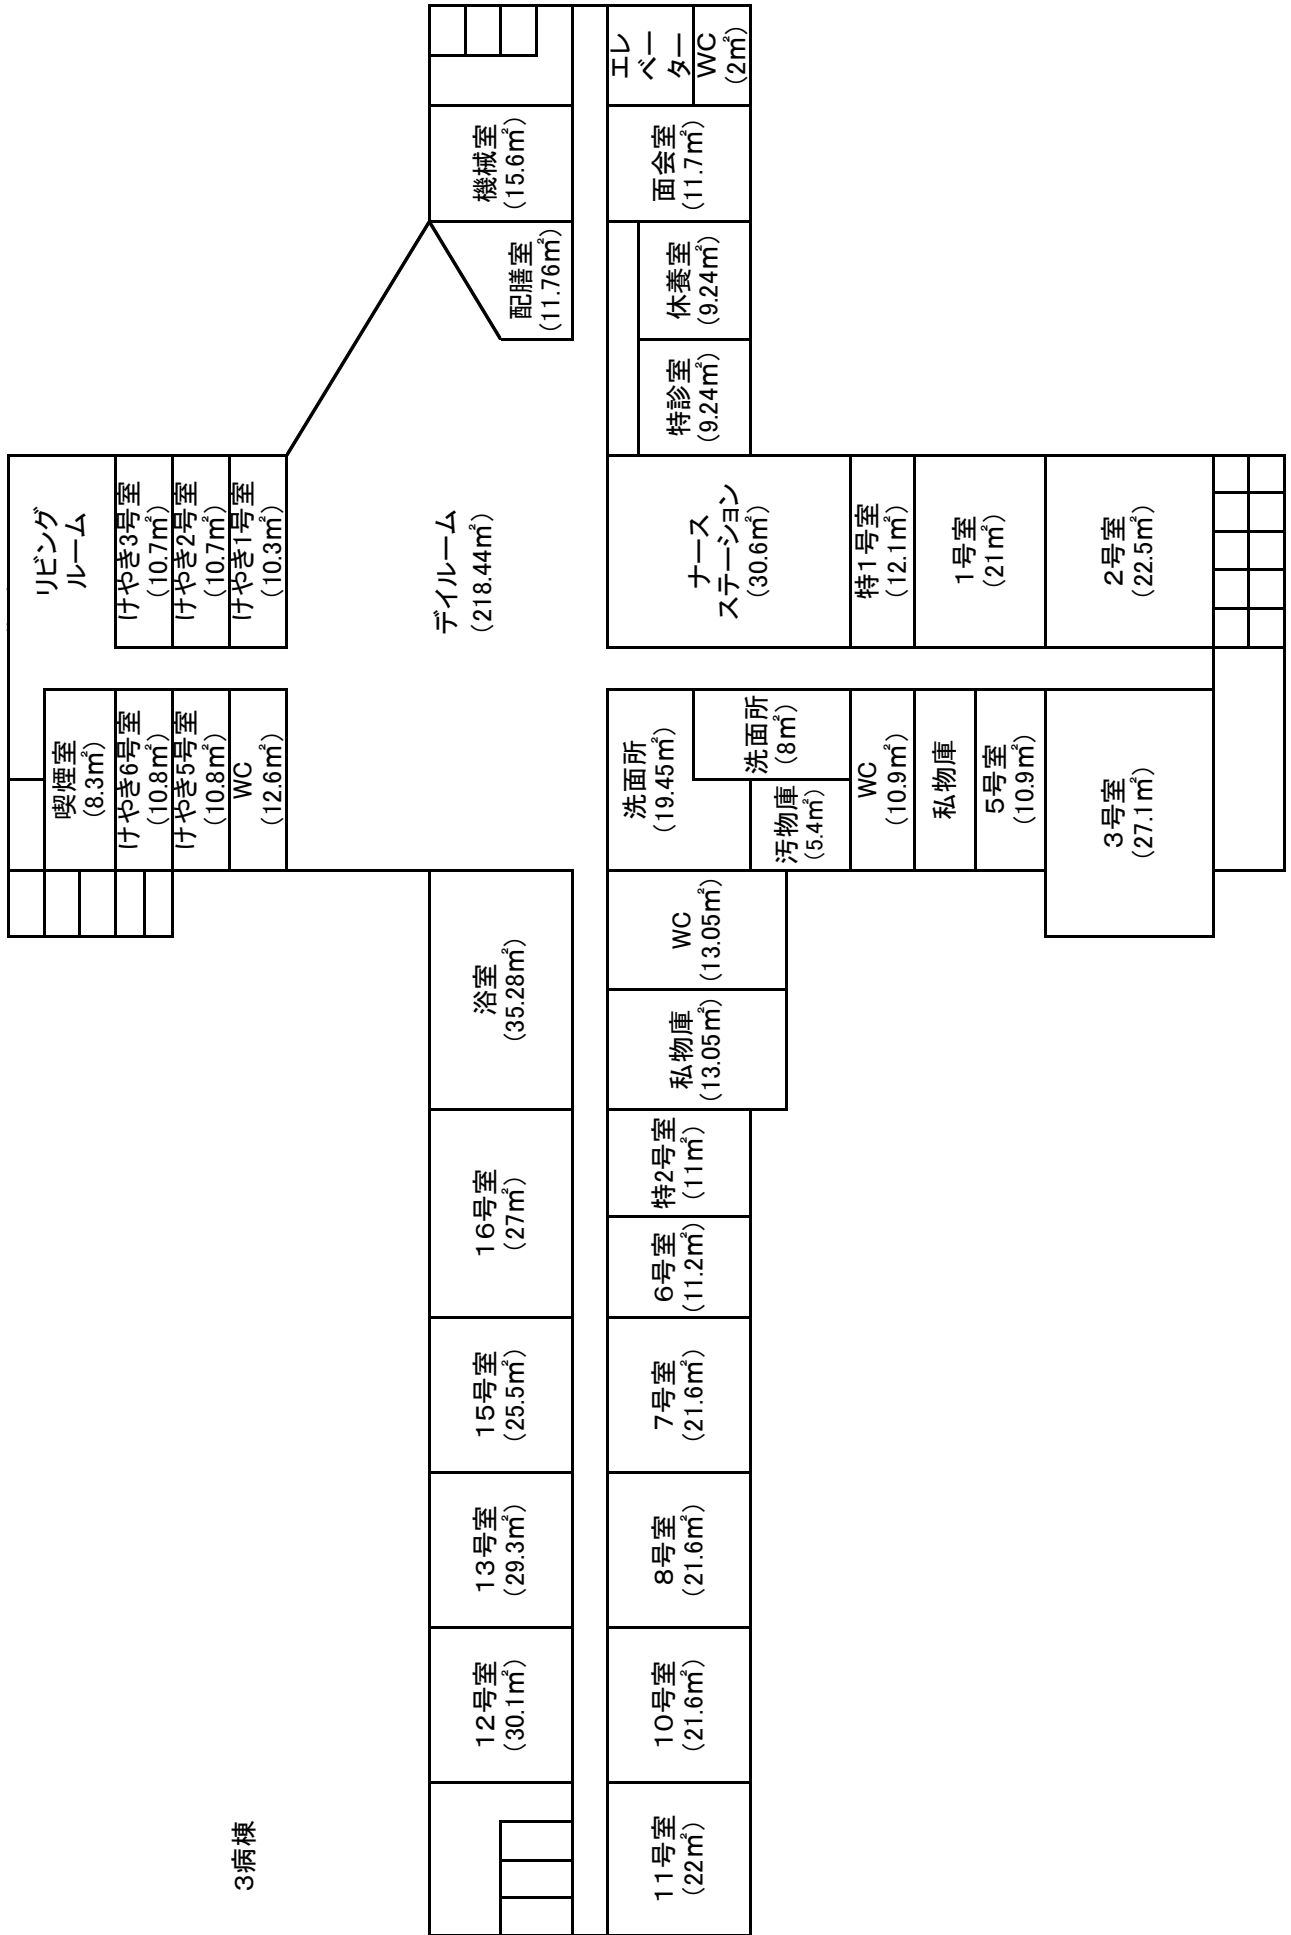 3病棟
エレ
ベー
ター
WC
(2㎡)
機械室
(15.6㎡)
面会室
(11.7㎡)
配膳室
(11.76㎡)
休養室
(9.24㎡)
特診室
(9.24㎡)
リビング
ルーム
けやき3号室
(10.7㎡)
けやき2号室
(10.7㎡)
けやき1号室
(10.3㎡)
デイルーム
(218.44㎡)
ナース
ステーション
(30.6㎡)
特1号室
(12.1㎡)
1号室
(21㎡)
2号室
(22.5㎡)
喫煙室
(8.3㎡)
けやき6号室
(10.8㎡)
けやき5号室
(10.8㎡)
WC
(12.6㎡)
洗面所
(19.45㎡)
洗面所
(8㎡)
汚物庫
(5.4㎡)
WC
(10.9㎡)
私物庫
5号室
(10.9㎡)
3号室
(27.1㎡)
浴室
(35.28㎡)
WC
(13.05㎡)
私物庫
(13.05㎡)
16号室
(27㎡)
特2号室
(11㎡)
6号室
(11.2㎡)
15号室
(25.5㎡)
7号室
(21.6㎡)
13号室
(29.3㎡)
8号室
(21.6㎡)
12号室
(30.1㎡)
10号室
(21.6㎡)
11号室
(22㎡)